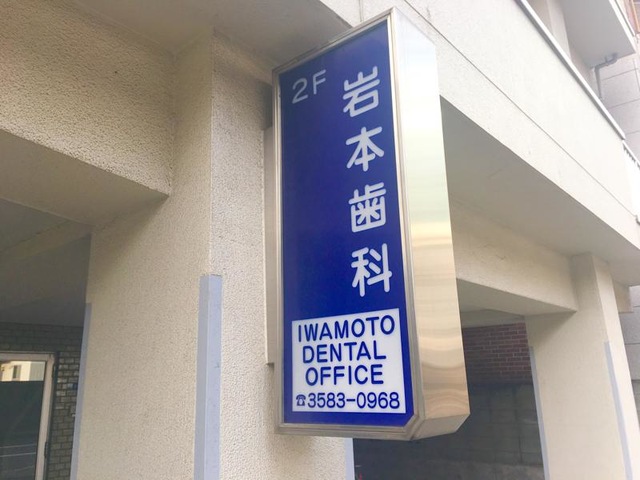 2F
岩本歯科
IWAMOTO
DENTAL
OFFICE
☎3583-0968